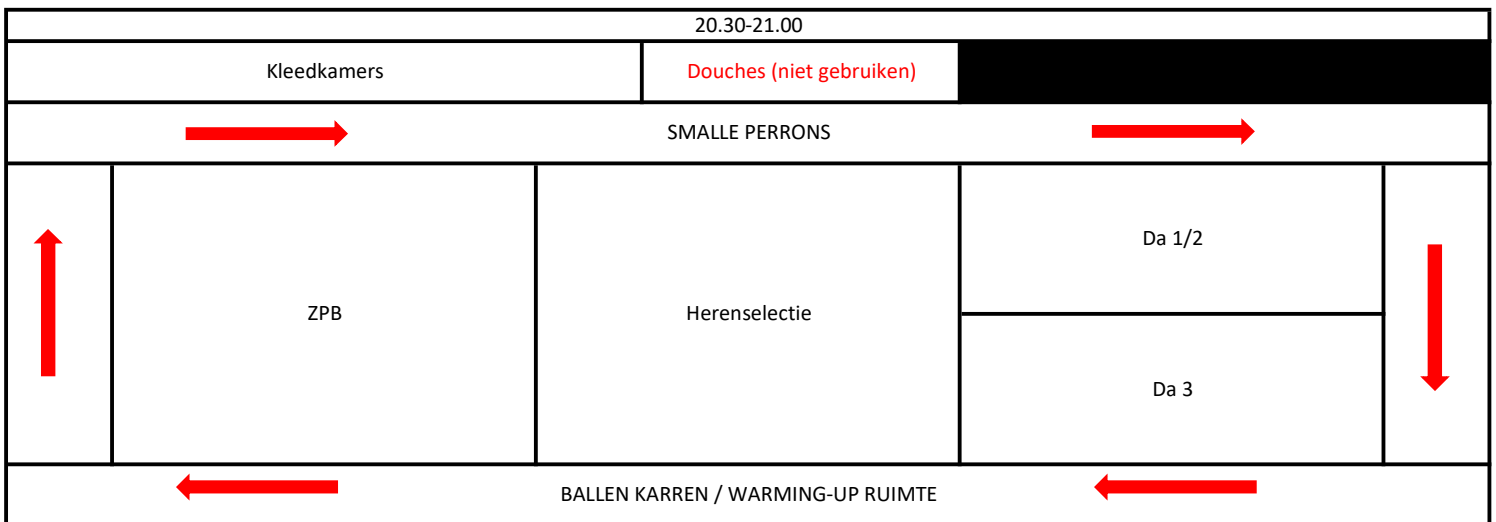 20.30-21.00
Kleedkamers
Douches (niet gebruiken)
SMALLE PERRONS
ZPB
Herenselectie
Da 1/2
Da 3
BALLEN KARREN / WARMING-UP RUIMTE